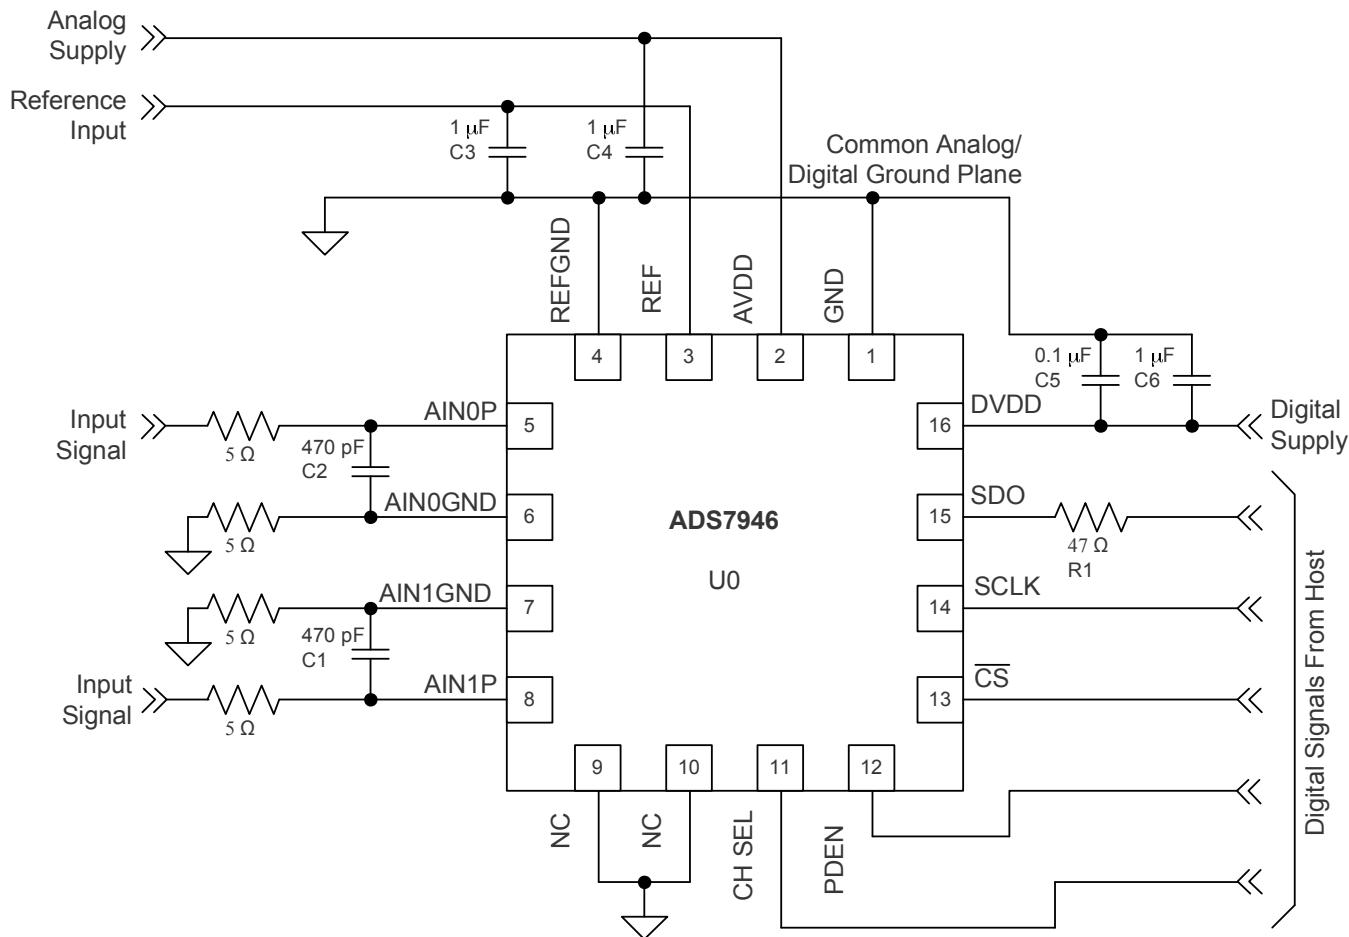 Analog
Supply
Reference
Input
1 μF
C3
1 μF
C4
Common Analog/
Digital Ground Plane
REFGND
REF
AVDD
GND
4
3
2
1
0.1 μF
C5
1 μF
C6
Input
Signal
5 Ω
470 pF
C2
AIN0P
5
16
DVDD
Digital
Supply
5 Ω
AIN0GND
6
ADS7946
U0
15
SDO
47 Ω
R1
5 Ω
470 pF
C1
AIN1GND
7
14
SCLK
Input
Signal
5 Ω
AIN1P
8
13
CS
Digital Signals From Host
9
10
11
12
NC
NC
CH SEL
PDEN